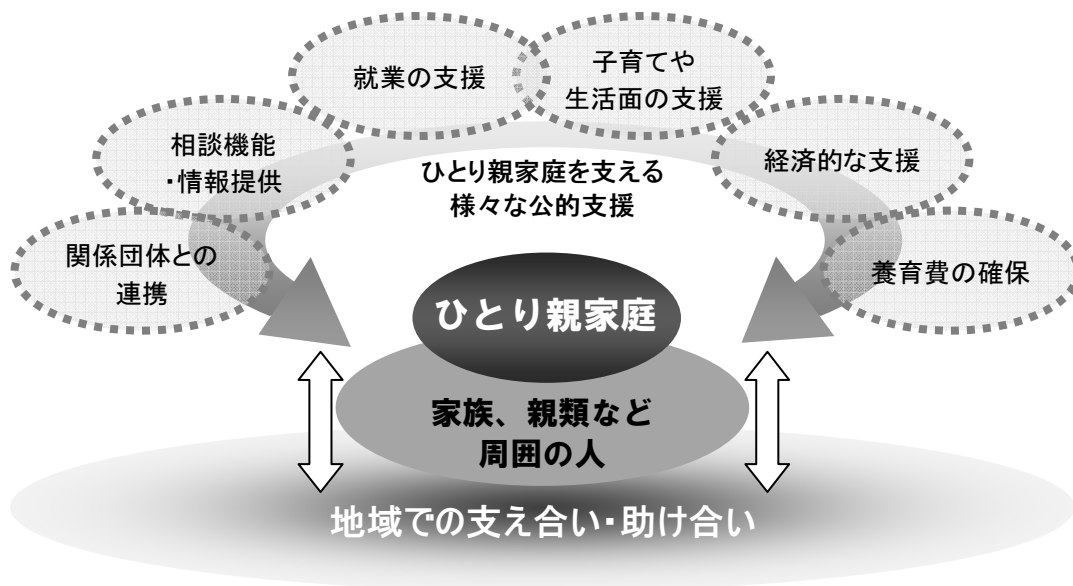 就業の支援
子育てや
生活面の支援
相談機能
・情報提供
経済的な支援
ひとり親家庭を支える
様々な公的支援
関係団体との
連携
養育費の確保
ひとり親家庭
家族、親類など
周囲の人
地域での支え合い・助け合い